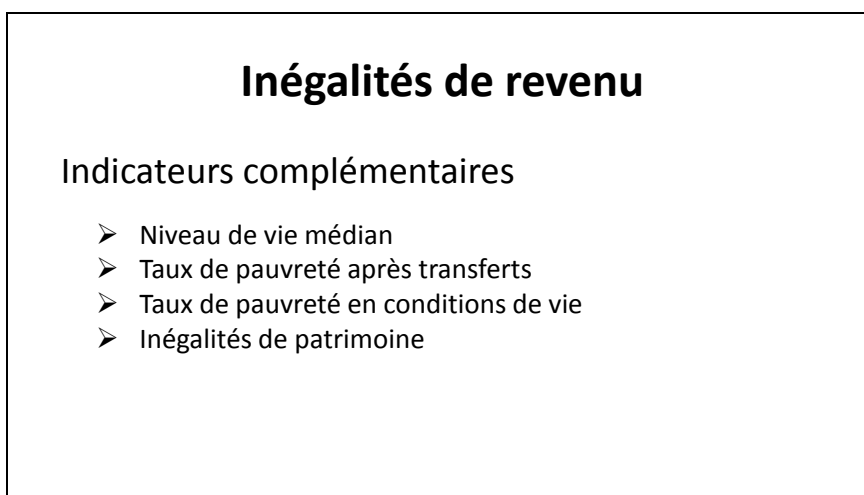 Inégalités de revenu
Indicateurs complémentaires
➢ Niveau de vie médian
➢ Taux de pauvreté après transferts
➢ Taux de pauvreté en conditions de vie
➢ Inégalités de patrimoine